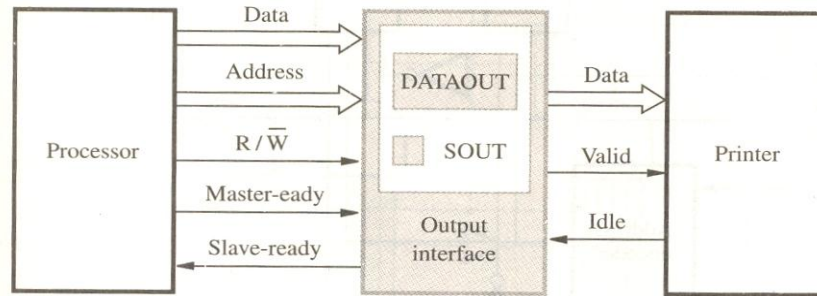 Data
Address
R / W̅
Master-eady
Slave-ready
Processor
DATAOUT
SOUT
Output
interface
Data
Valid
Idle
Printer